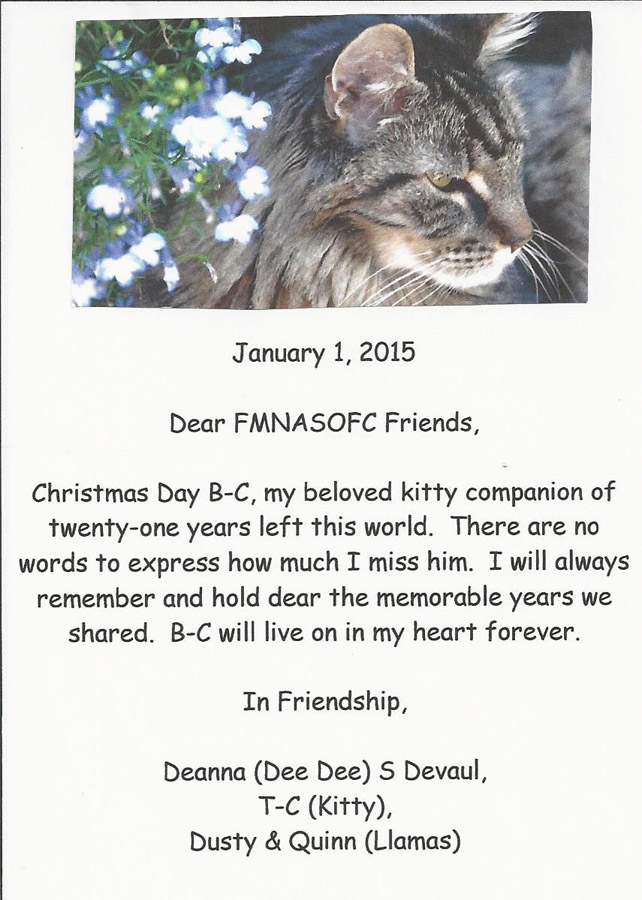 January 1, 2015
Dear FMNASOFC Friends,
Christmas Day B-C, my beloved kitty companion of
twenty-one years left this world.  There are no
words to express how much I miss him.  I will always
remember and hold dear the memorable years we
shared.  B-C will live on in my heart forever.
In Friendship,
Deanna (Dee Dee) S Devaul,
T-C (Kitty),
Dusty & Quinn (Llamas)